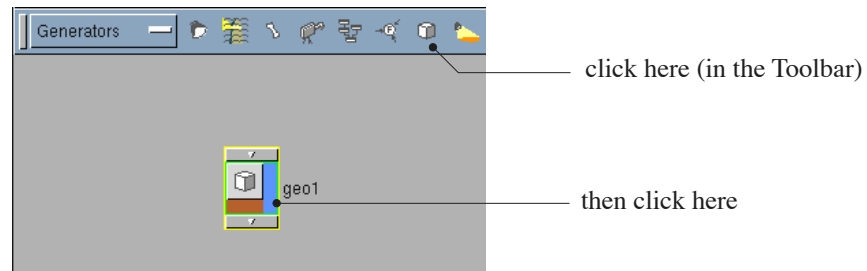 Generators
click here (in the Toolbar)
geo1
then click here